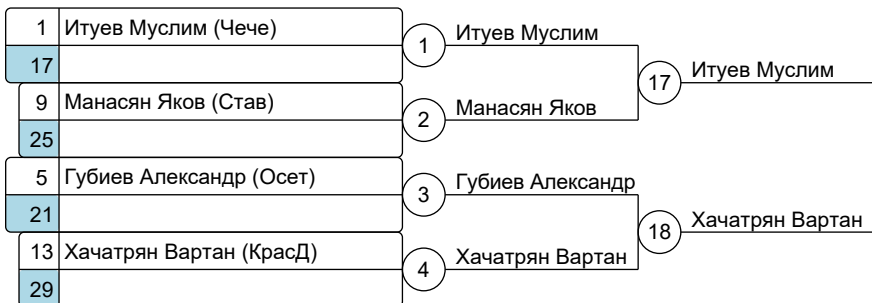 1 Итуев Муслим (Чече)
17
1 Итуев Муслим
17 Итуев Муслим
9 Манасян Яков (Став)
25
2 Манасян Яков
5 Губиев Александр (Осет)
21
3 Губиев Александр
18 Хачатрян Вартан
13 Хачатрян Вартан (КрасД)
29
4 Хачатрян Вартан